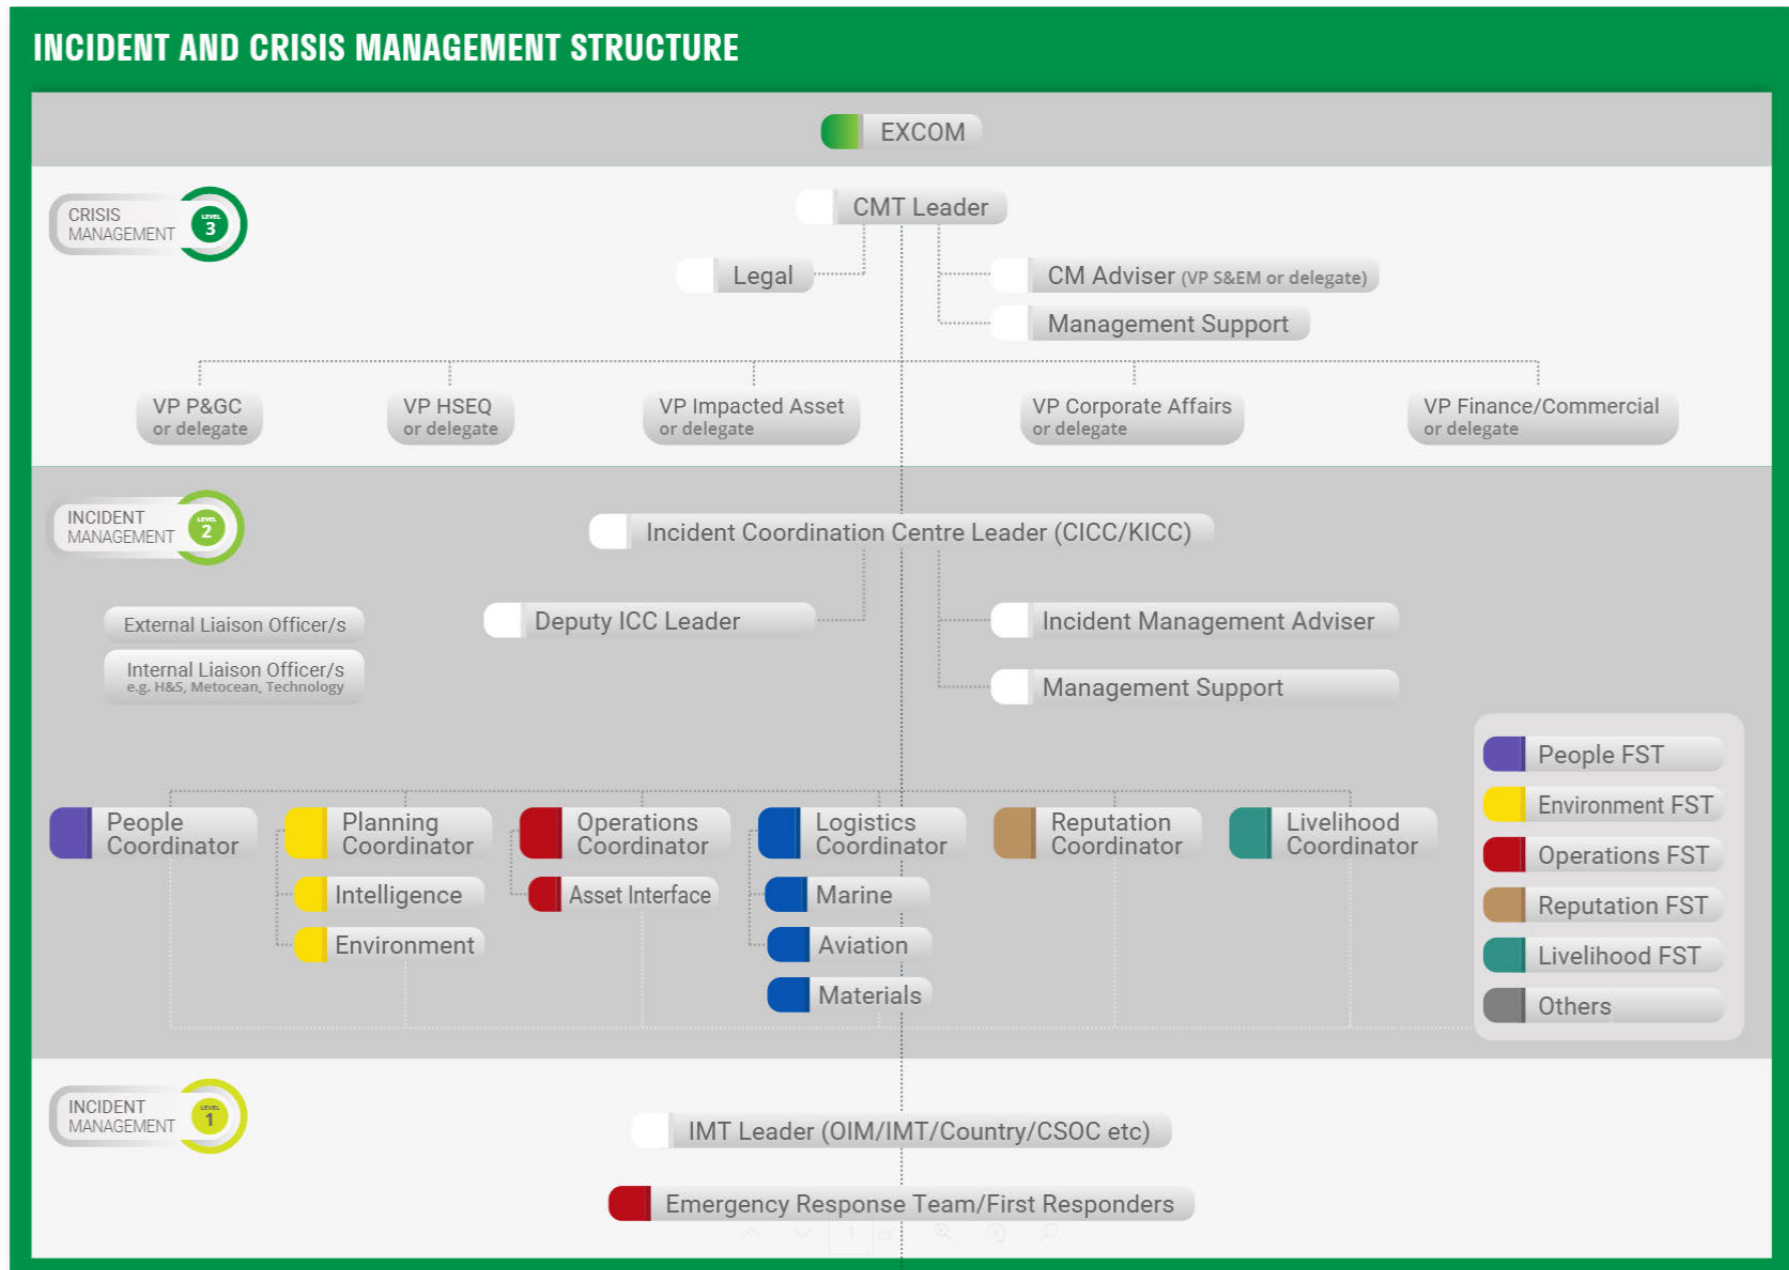 INCIDENT AND CRISIS MANAGEMENT STRUCTURE
EXCOM
CRISIS
MANAGEMENT
LEVEL
3
CMT Leader
Legal
CM Adviser (VP S&EM or delegate)
Management Support
VP P&GC
or delegate
VP HSEQ
or delegate
VP Impacted Asset
or delegate
VP Corporate Affairs
or delegate
VP Finance/Commercial
or delegate
INCIDENT
MANAGEMENT
LEVEL
2
Incident Coordination Centre Leader (CICC/KICC)
External Liaison Officer/s
Internal Liaison Officer/s
e.g. H&S, Metocean, Technology
Deputy ICC Leader
Incident Management Adviser
Management Support
People
Coordinator
Planning
Coordinator
Intelligence
Environment
Operations
Coordinator
Asset Interface
Logistics
Coordinator
Marine
Aviation
Materials
Reputation
Coordinator
Livelihood
Coordinator
People FST
Environment FST
Operations FST
Reputation FST
Livelihood FST
Others
INCIDENT
MANAGEMENT
LEVEL
1
IMT Leader (OIM/IMT/Country/CSOC etc)
Emergency Response Team/First Responders
1 of